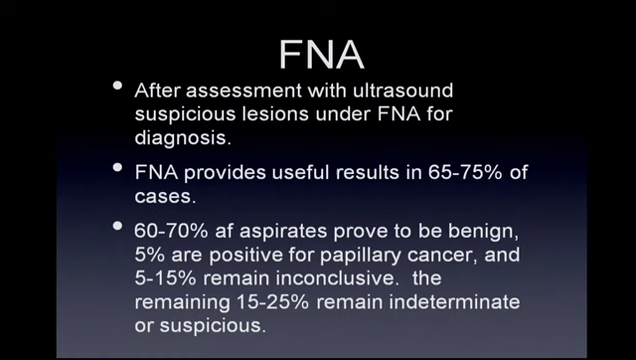 FNA
• After assessment with ultrasound
suspicious lesions under FNA for
diagnosis.
• FNA provides useful results in 65-75% of
cases.
• 60-70% af aspirates prove to be benign,
5% are positive for papillary cancer, and
5-15% remain inconclusive.  the
remaining 15-25% remain indeterminate
or suspicious.